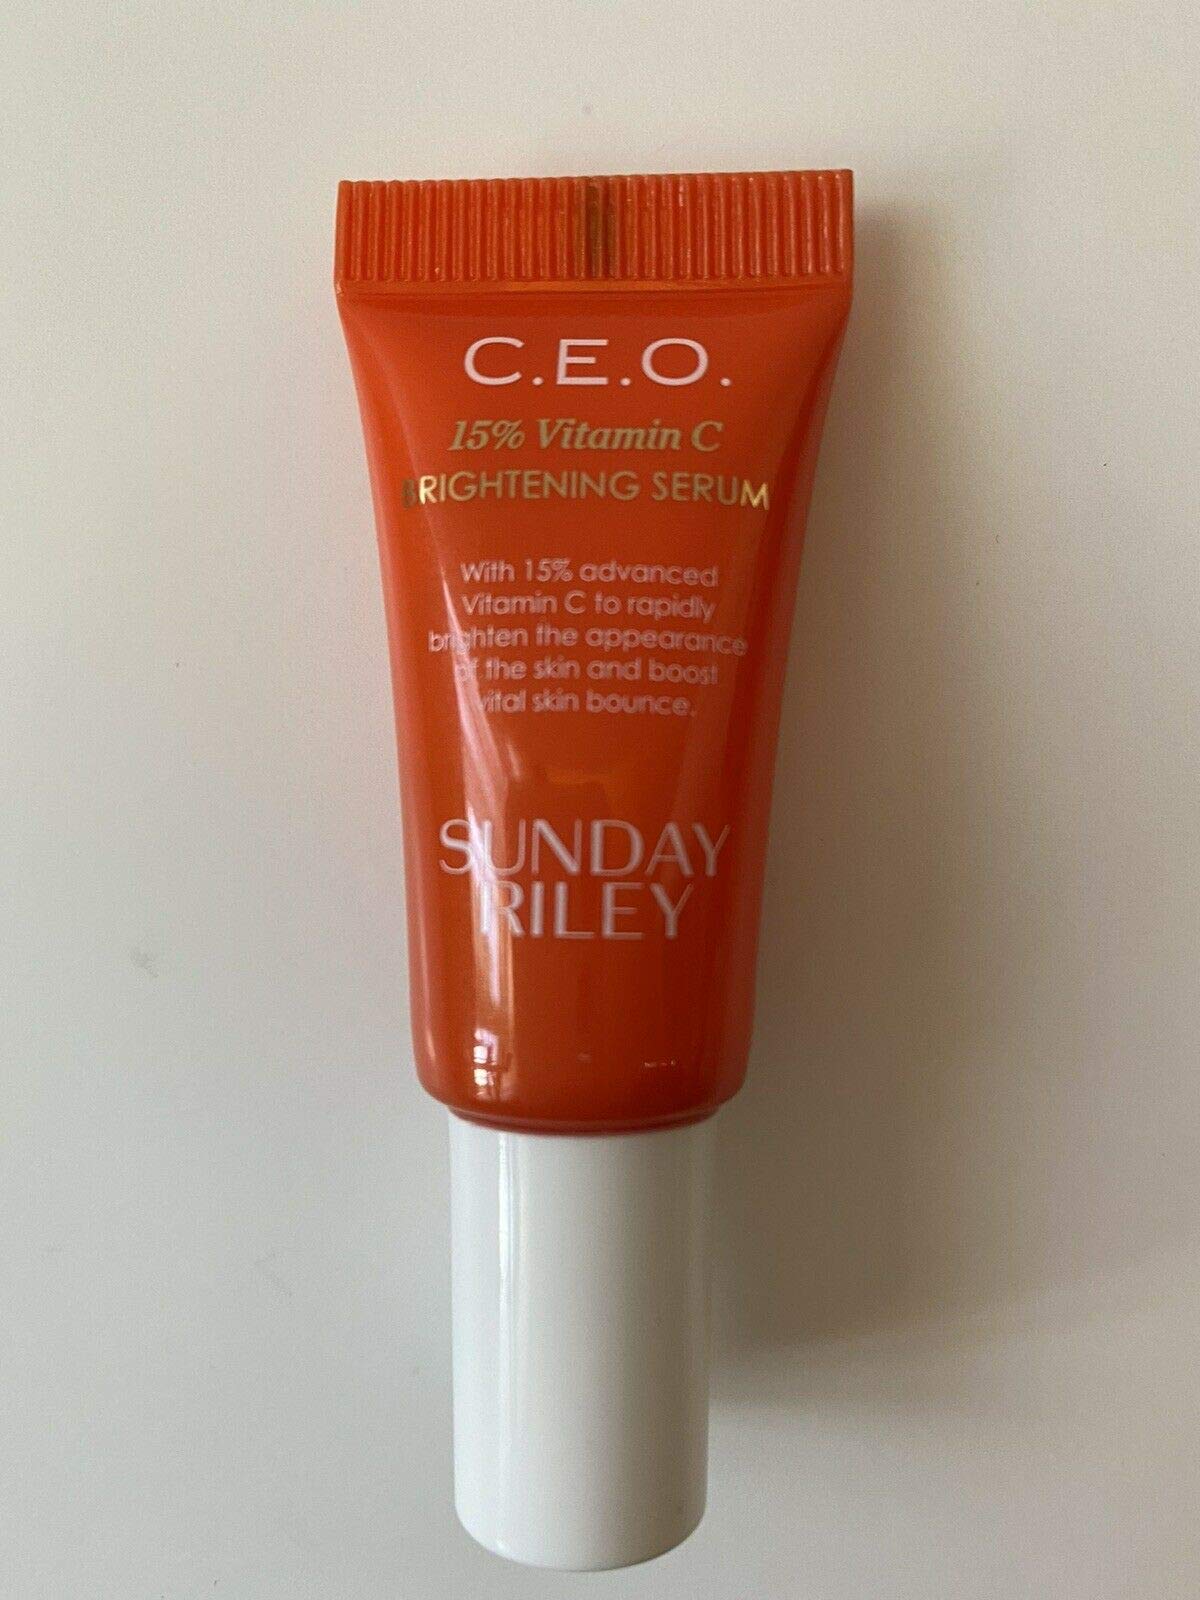 C.E.O.
15% Vitamin C
BRIGHTENING SERUM
With 15% advanced
Vitamin C to rapidly
brighten the appearance
of the skin and boost
vital skin bounce.
SUNDAY
RILEY